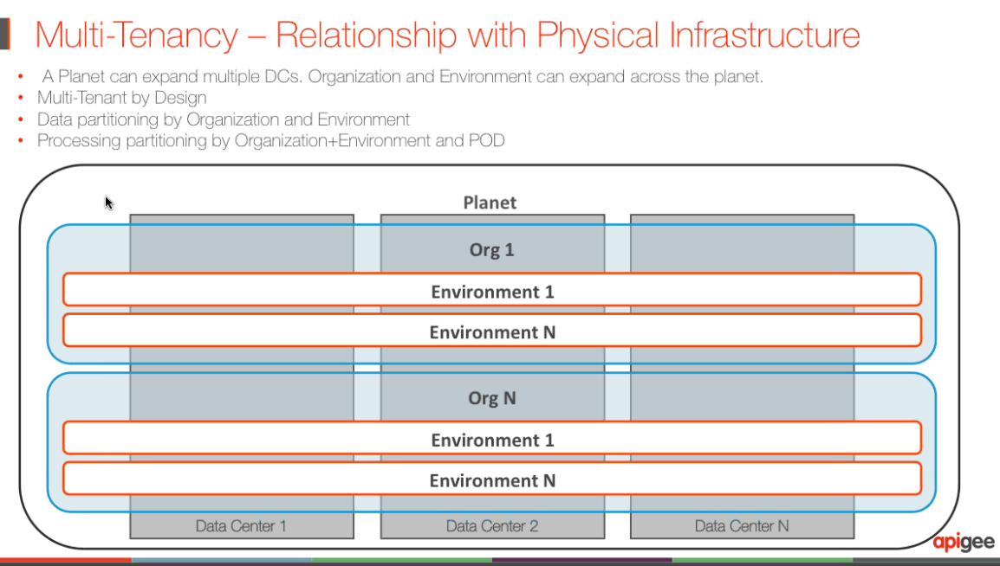 Multi-Tenancy – Relationship with Physical Infrastructure
• A Planet can expand multiple DCs. Organization and Environment can expand across the planet.
• Multi-Tenant by Design
• Data partitioning by Organization and Environment
• Processing partitioning by Organization+Environment and POD
Planet
Org 1
Environment 1
Environment N
Org N
Environment 1
Environment N
Data Center 1
Data Center 2
Data Center N
apigee